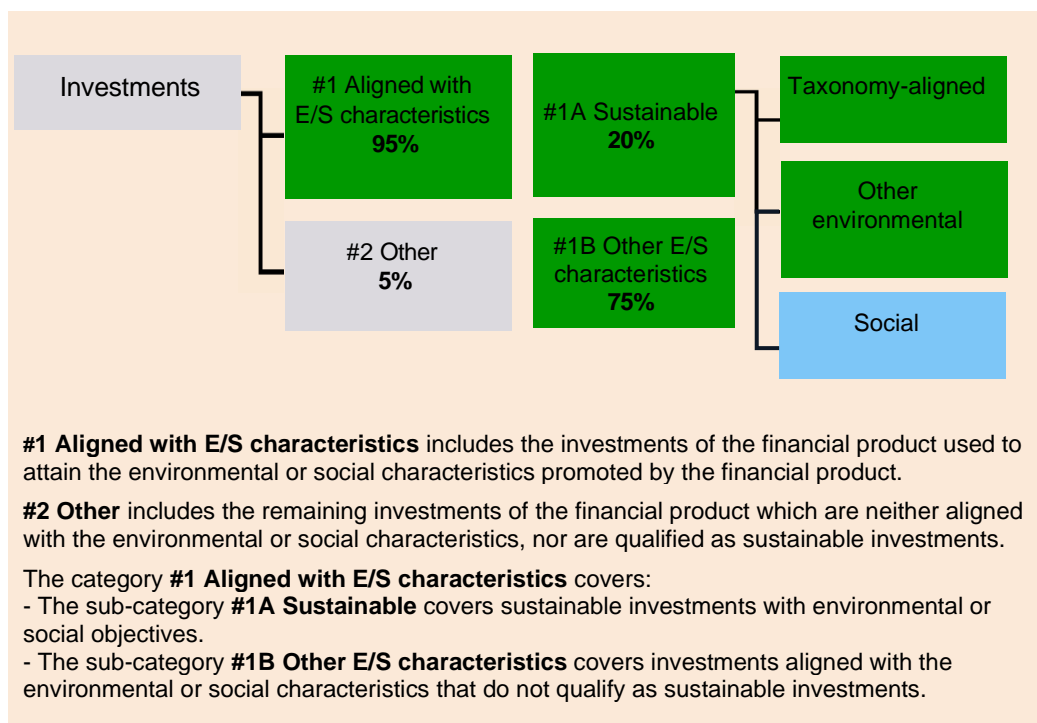 Investments
#1 Aligned with
E/S characteristics
95%
#2 Other
5%
#1A Sustainable
20%
#1B Other E/S
characteristics
75%
Taxonomy-aligned
Other
environmental
Social
#1 Aligned with E/S characteristics includes the investments of the financial product used to
attain the environmental or social characteristics promoted by the financial product.
#2 Other includes the remaining investments of the financial product which are neither aligned
with the environmental or social characteristics, nor are qualified as sustainable investments.
The category #1 Aligned with E/S characteristics covers:
- The sub-category #1A Sustainable covers sustainable investments with environmental or
social objectives.
- The sub-category #1B Other E/S characteristics covers investments aligned with the
environmental or social characteristics that do not qualify as sustainable investments.